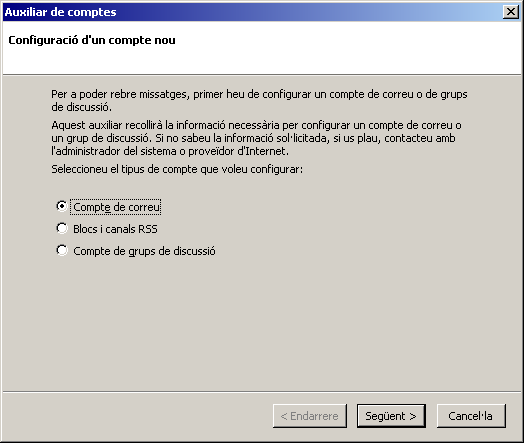 Auxiliar de comptes
Configuració d'un compte nou
Per a poder rebre missatges, primer heu de configurar un compte de correu o de grups
de discussió.
Aquest auxiliar recollirà la informació necessària per configurar un compte de correu o
un grup de discussió. Si no sabeu la informació sol·licitada, si us plau, contacteu amb
l'administrador del sistema o proveïdor d'Internet.
Seleccioneu el tipus de compte que voleu configurar:
Compte de correu
Blocs i canals RSS
Compte de grups de discussió
< Endarrere
Següent >
Cancel·la